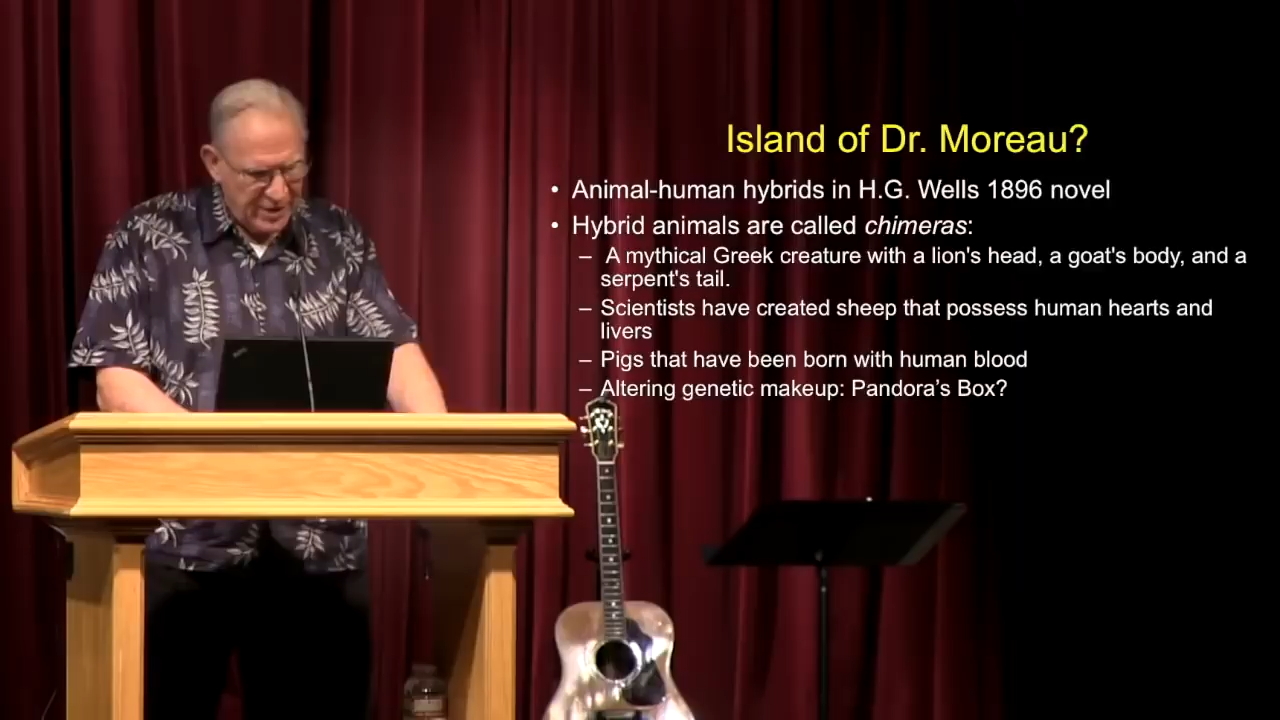 Island of Dr. Moreau?
• Animal-human hybrids in H.G. Wells 1896 novel
• Hybrid animals are called chimeras:
– A mythical Greek creature with a lion's head, a goat's body, and a
serpent's tail.
– Scientists have created sheep that possess human hearts and
livers
– Pigs that have been born with human blood
– Altering genetic makeup: Pandora’s Box?